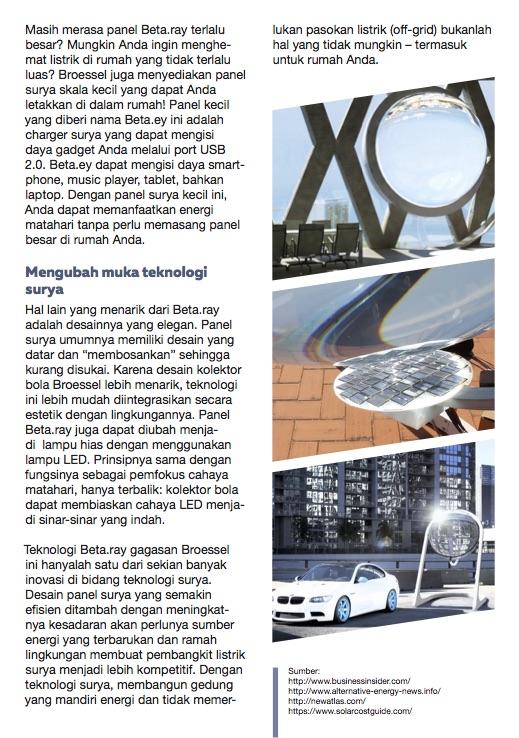 Masih merasa panel Beta.ray terlalu
besar? Mungkin Anda ingin menghe-
mat listrik di rumah yang tidak terlalu
luas? Broessel juga menyediakan panel
surya skala kecil yang dapat Anda
letakkan di dalam rumah! Panel kecil
yang diberi nama Beta.ey ini adalah
charger surya yang dapat mengisi
daya gadget Anda melalui port USB
2.0. Beta.ey dapat mengisi daya smart-
phone, music player, tablet, bahkan
laptop. Dengan panel surya kecil ini,
Anda dapat memanfaatkan energi
matahari tanpa perlu memasang panel
besar di rumah Anda.
Mengubah muka teknologi
surya
Hal lain yang menarik dari Beta.ray
adalah desainnya yang elegan. Panel
surya umumnya memiliki desain yang
datar dan “membosankan” sehingga
kurang disukai. Karena desain kolektor
bola Broessel lebih menarik, teknologi
ini lebih mudah diintegrasikan secara
estetik dengan lingkungannya. Panel
Beta.ray juga dapat diubah menja-
di  lampu hias dengan menggunakan
lampu LED. Prinsipnya sama dengan
fungsinya sebagai pemfokus cahaya
matahari, hanya terbalik: kolektor bola
dapat membiaskan cahaya LED menja-
di sinar-sinar yang indah.
Teknologi Beta.ray gagasan Broessel
ini hanyalah satu dari sekian banyak
inovasi di bidang teknologi surya.
Desain panel surya yang semakin
efisien ditambah dengan meningkat-
nya kesadaran akan perlunya sumber
energi yang terbarukan dan ramah
lingkungan membuat pembangkit listrik
surya menjadi lebih kompetitif. Dengan
teknologi surya, membangun gedung
yang mandiri energi dan tidak memer-
lukan pasokan listrik (off-grid) bukanlah
hal yang tidak mungkin – termasuk
untuk rumah Anda.
Sumber:
http://www.businessinsider.com/
http://www.alternative-energy-news.info/
http://newatlas.com/
https://www.solarcostguide.com/